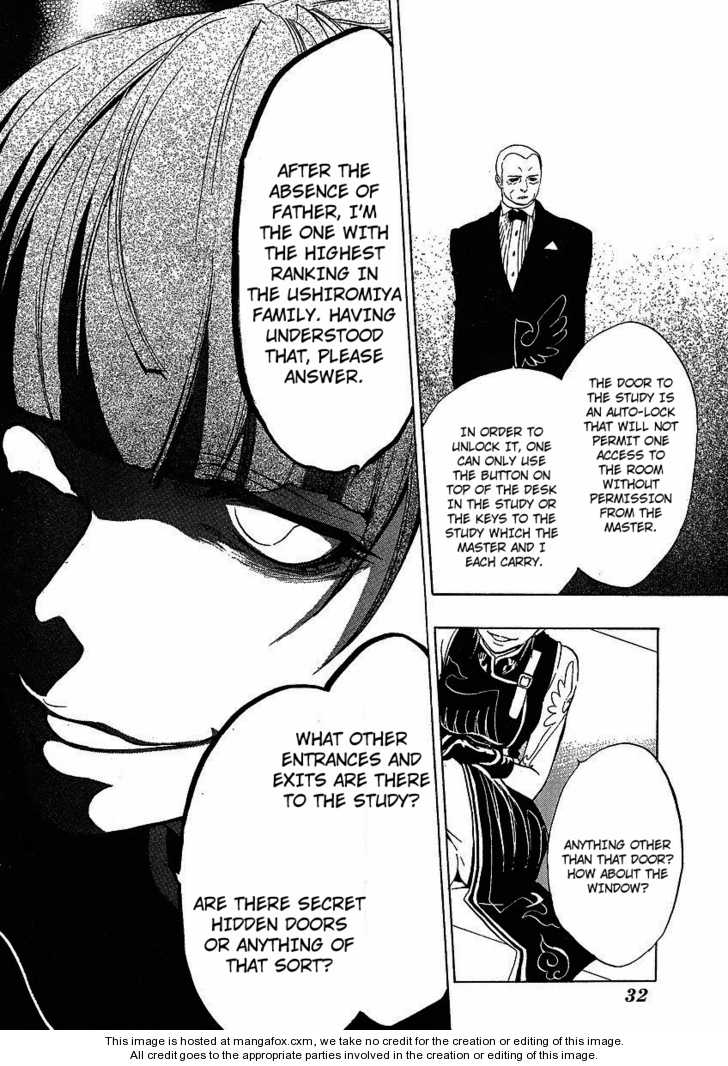 THE DOOR TO
THE STUDY IS
AN AUTO-LOCK
THAT WILL NOT
PERMIT ONE
ACCESS TO
THE ROOM
WITHOUT
PERMISSION
FROM THE
MASTER.
IN ORDER TO
UNLOCK IT, ONE
CAN ONLY USE
THE BUTTON ON
TOP OF THE DESK
IN THE STUDY OR
THE KEYS TO THE
STUDY WHICH THE
MASTER AND I
EACH CARRY.
ANYTHING OTHER
THAN THAT DOOR?
HOW ABOUT THE
WINDOW?
AFTER THE
ABSENCE OF
FATHER, I'M
THE ONE WITH
THE HIGHEST
RANKING IN
THE USHIROMIYA
FAMILY. HAVING
UNDERSTOOD
THAT, PLEASE
ANSWER.
WHAT OTHER
ENTRANCES AND
EXITS ARE THERE
TO THE STUDY?
ARE THERE SECRET
HIDDEN DOORS
OR ANYTHING OF
THAT SORT?
32
This image is hosted at mangafox.cxm, we take no credit for the creation or editing of this image.
All credit goes to the appropriate parties involved in the creation or editing of this image.